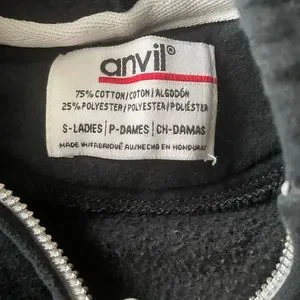 anvil®
75% COTTON/COTON/ALGODÓN
25% POLYESTER/POLYESTER/POLIÉSTER
S-LADIES | P-DAMES | CH-DAMAS
MADE IN/FABRIQUÉ AU/HECHO EN HONDURAS